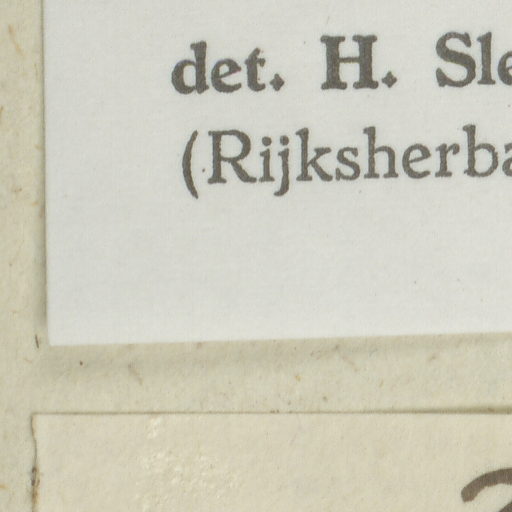 det. H. Sle
(Rijksherba